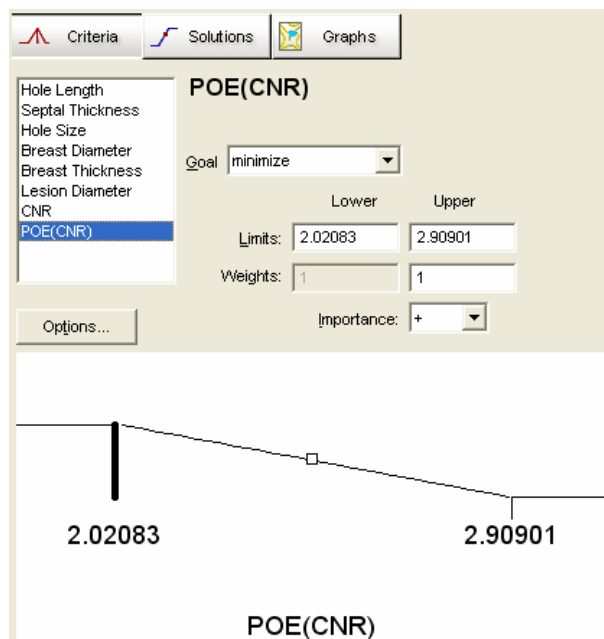 Criteria Solutions Graphs
Hole Length
Septal Thickness
Hole Size
Breast Diameter
Breast Thickness
Lesion Diameter
CNR
POE(CNR)
POE(CNR)
Goal minimize
Lower Upper
Limits: 2.02083 2.90901
Weights: 1 1
Importance: +
Options...
2.02083 2.90901
POE(CNR)